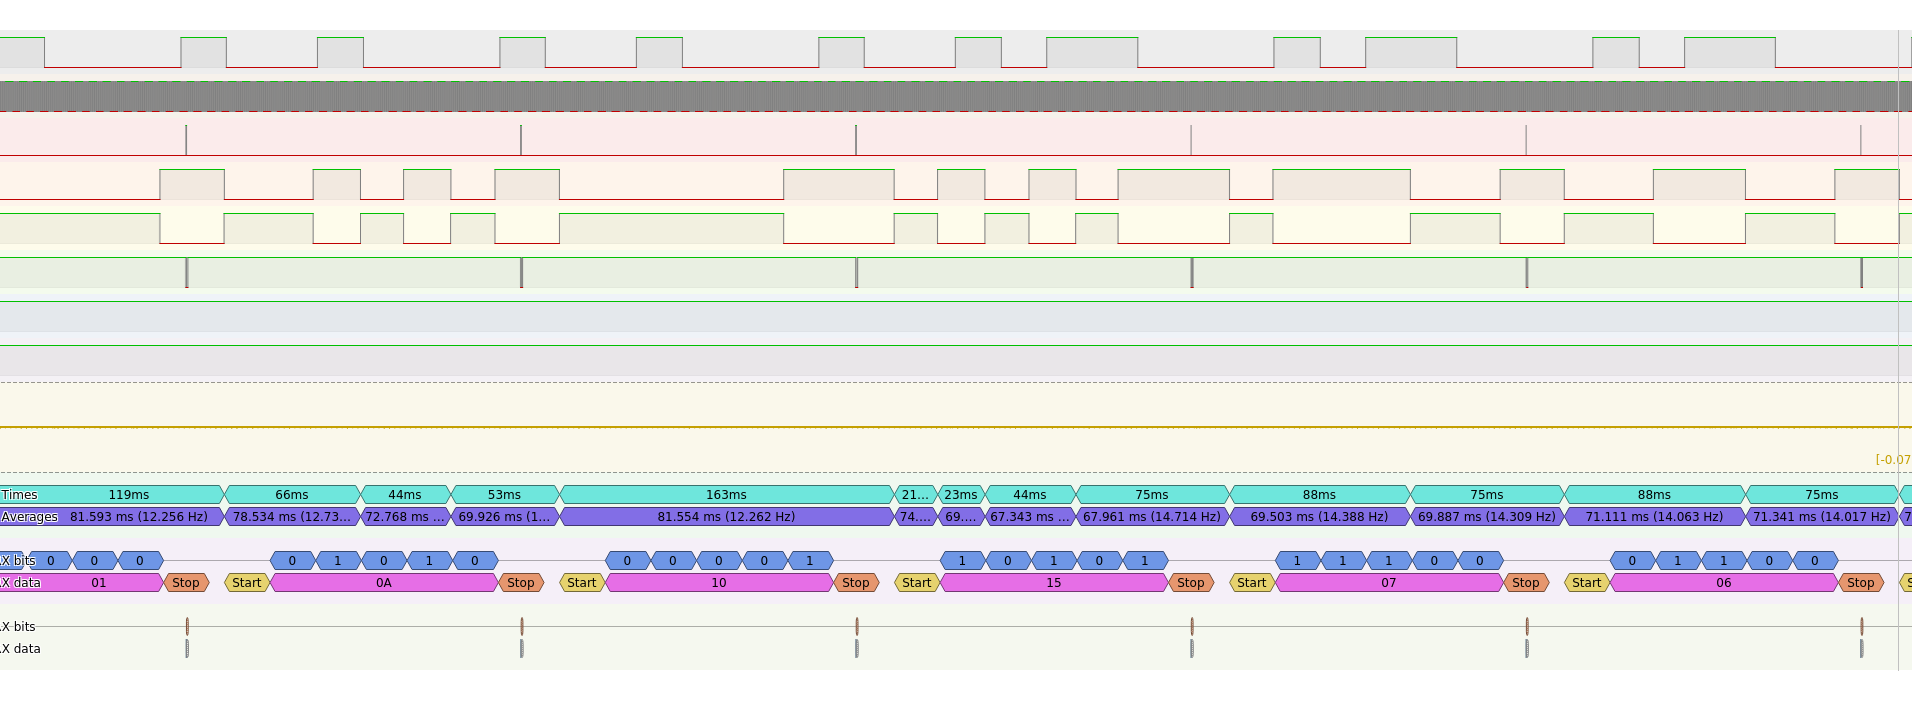 [-0.07
Times 119ms 66ms 44ms 53ms 163ms 21... 23ms 44ms 75ms 88ms 75ms 88ms 75ms
Averages 81.593 ms (12.256 Hz) 78.534 ms (12.73... 72.768 ms ... 69.926 ms (1... 81.554 ms (12.262 Hz) 74.... 69.... 67.343 ms ... 67.961 ms (14.714 Hz) 69.503 ms (14.388 Hz) 69.887 ms (14.309 Hz) 71.111 ms (14.063 Hz) 71.341 ms (14.017 Hz) 7
X bits 0 0 0 0 1 0 1 0 0 0 0 0 1 1 0 1 0 1 1 1 1 0 0 0 1 1 0 0
X data 01 Stop Start 0A Stop Start 10 Stop Start 15 Stop Start 07 Stop Start 06 Stop S
X bits
X data